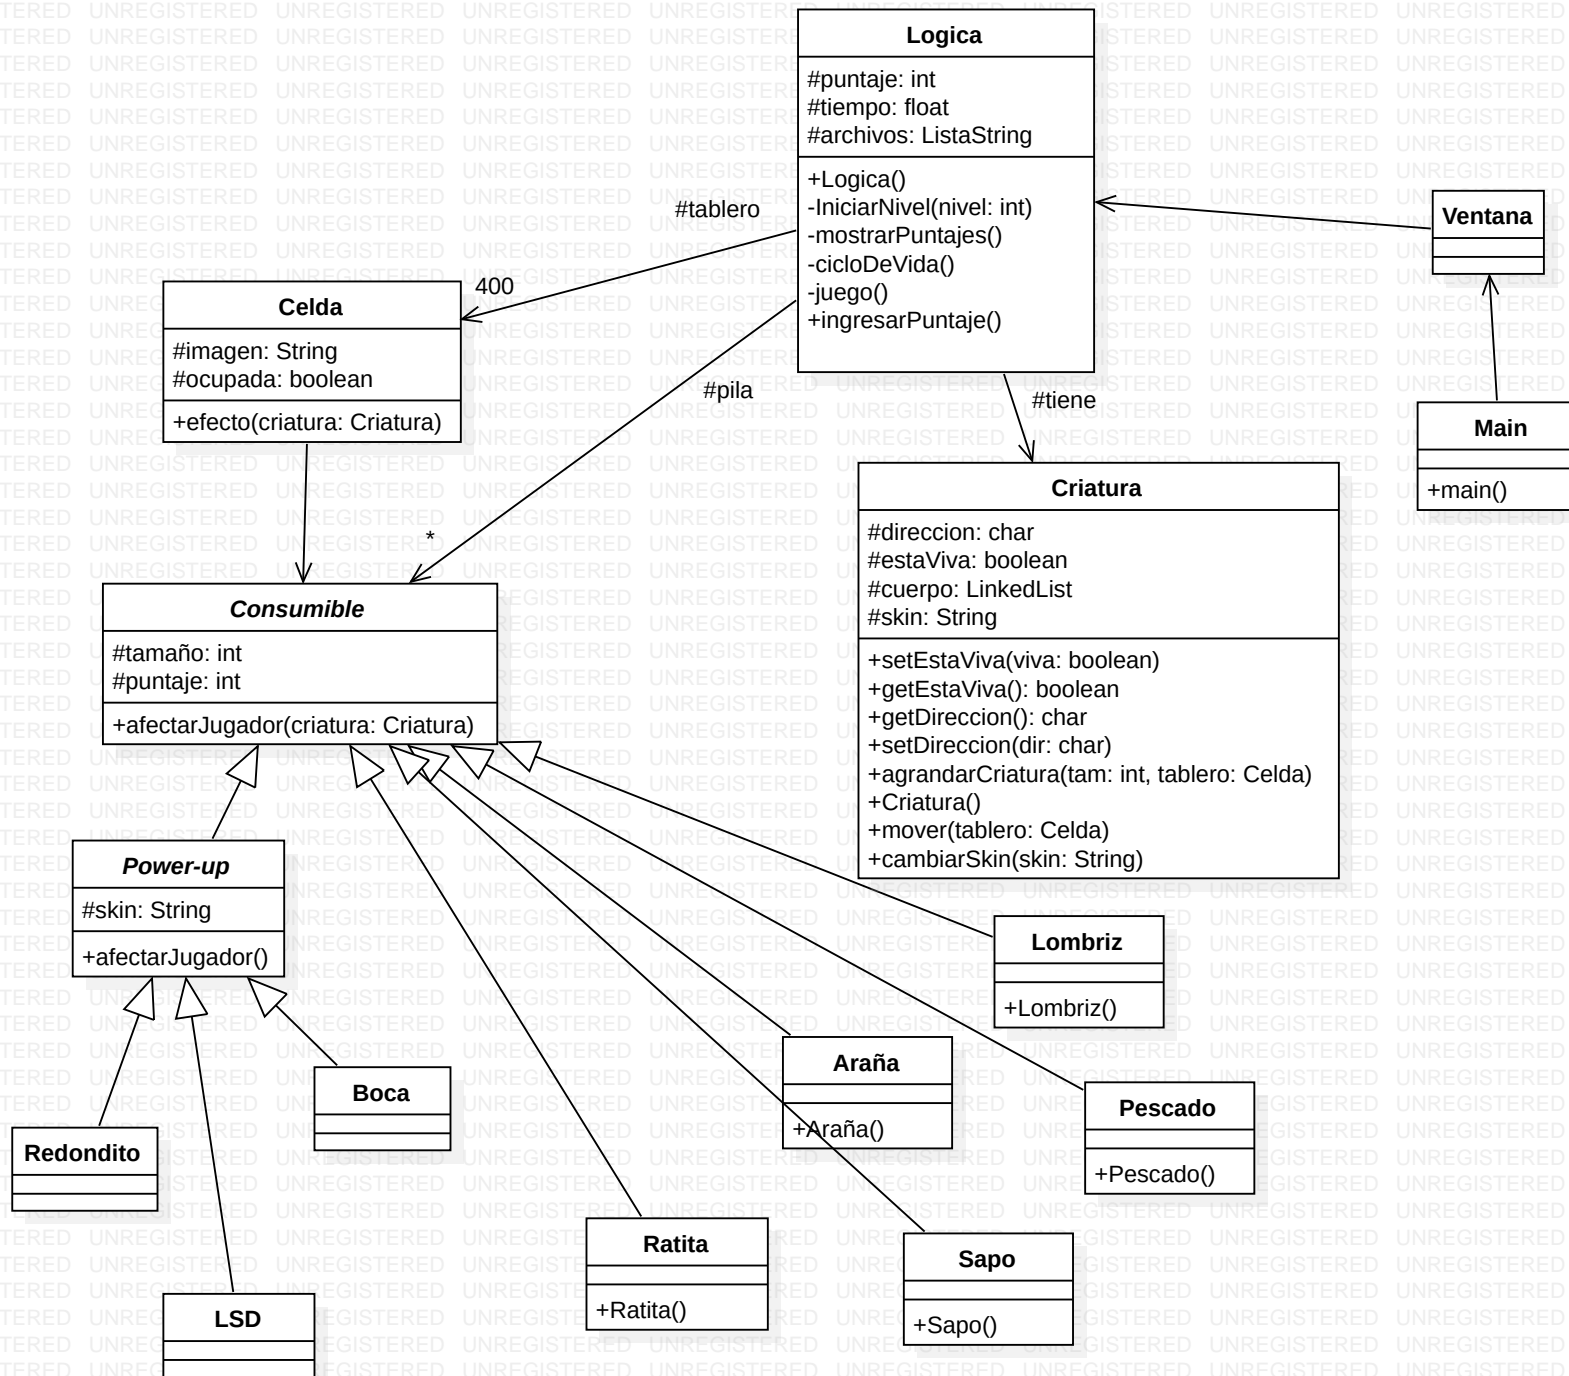 Logica
#puntaje: int
#tiempo: float
#archivos: ListaString
+Logica()
-IniciarNivel(nivel: int)
-mostrarPuntajes()
-cicloDeVida()
-juego()
+ingresarPuntaje()
#tablero
400
#pila
*
#tiene
Ventana
Main
+main()
Celda
#imagen: String
#ocupada: boolean
+efecto(criatura: Criatura)
Criatura
#direccion: char
#estaViva: boolean
#cuerpo: LinkedList
#skin: String
+setEstaViva(viva: boolean)
+getEstaViva(): boolean
+getDireccion(): char
+setDireccion(dir: char)
+agrandarCriatura(tam: int, tablero: Celda)
+Criatura()
+mover(tablero: Celda)
+cambiarSkin(skin: String)
Consumible
#tamaño: int
#puntaje: int
+afectarJugador(criatura: Criatura)
Power-up
#skin: String
+afectarJugador()
Lombriz
+Lombriz()
Araña
+Araña()
Pescado
+Pescado()
Boca
Redondito
Ratita
+Ratita()
Sapo
+Sapo()
LSD
UNREGISTERED